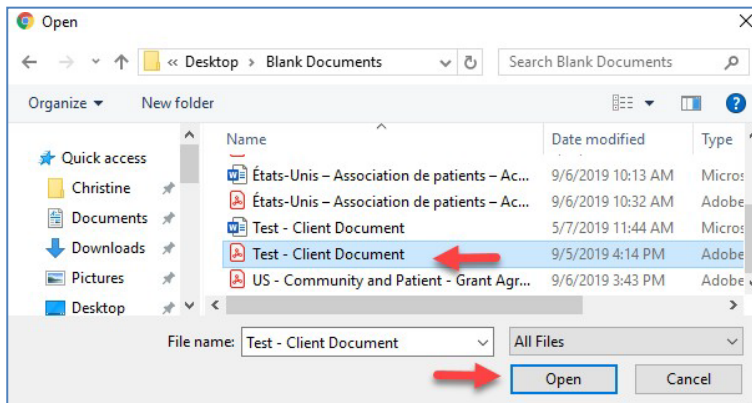 Open
« Desktop > Blank Documents
Search Blank Documents
Organize
New folder
Name
Date modified
Type
Quick access
Christine
Documents
Downloads
Pictures
Desktop
États-Unis – Association de patients – Ac... 9/6/2019 10:13 AM Micros
États-Unis – Association de patients – Ac... 9/6/2019 10:32 AM Adobe
Test - Client Document 5/7/2019 11:44 AM Micros
Test - Client Document 9/5/2019 4:14 PM Adobe
US - Community and Patient - Grant Agr... 9/6/2019 3:43 PM Adobe
File name: Test - Client Document
All Files
Open
Cancel